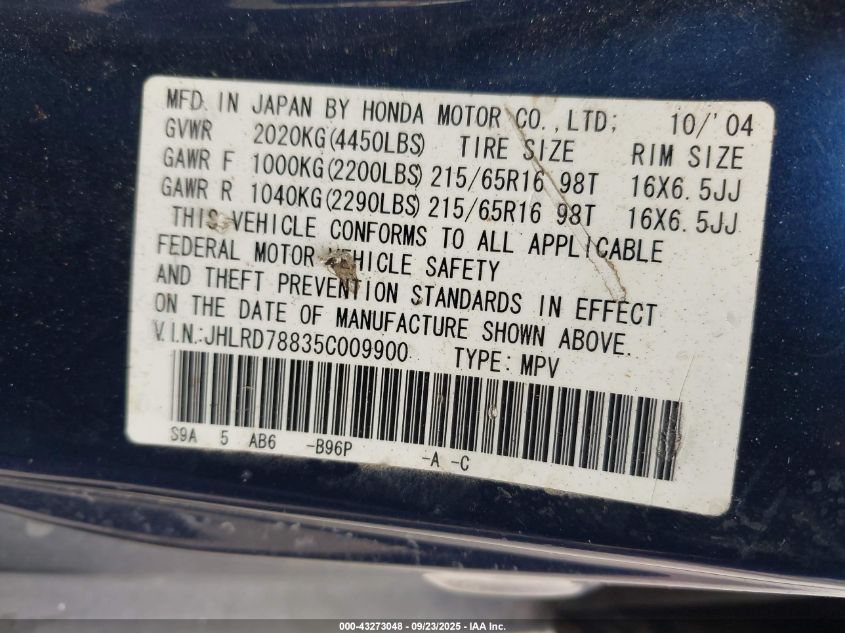 MFD. IN JAPAN BY HONDA MOTOR CO., LTD; 10/'04
GVWR 2020KG(4450LBS) TIRE SIZE RIM SIZE
GAWR F 1000KG(2200LBS) 215/65R16 98T 16X6.5JJ
GAWR R 1040KG(2290LBS) 215/65R16 98T 16X6.5JJ
THIS VEHICLE CONFORMS TO ALL APPLICABLE
FEDERAL MOTOR VEHICLE SAFETY
AND THEFT PREVENTION STANDARDS IN EFFECT
ON THE DATE OF MANUFACTURE SHOWN ABOVE.
V.I.N.:JHLRD78835C009900 TYPE: MPV
S9A 5 AB6 -B96P -A -C
000-43273048 - 09/23/2025 - IAA Inc.